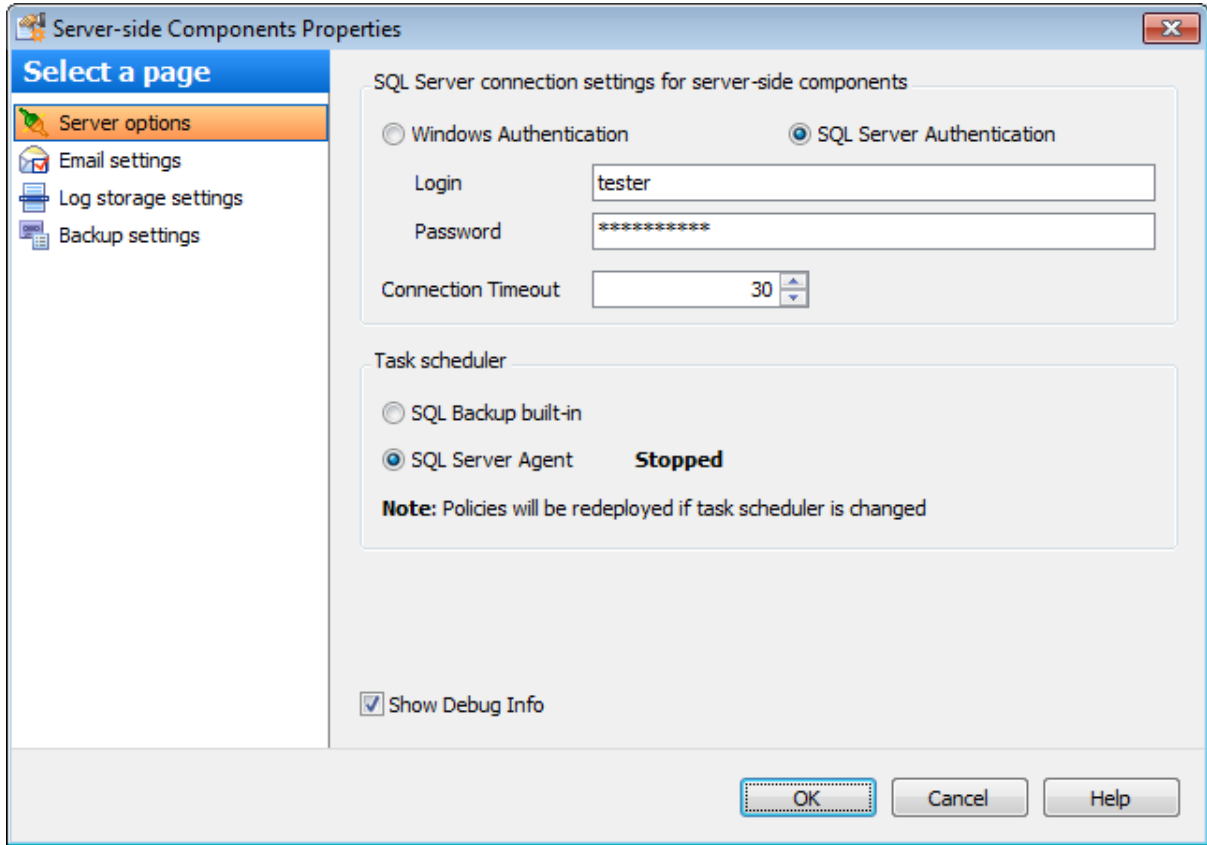 Server-side Components Properties
Select a page
Server options
Email settings
Log storage settings
Backup settings
SQL Server connection settings for server-side components
Windows Authentication SQL Server Authentication
Login tester
Password **********
Connection Timeout 30
Task scheduler
SQL Backup built-in
SQL Server Agent Stopped
Note: Policies will be redeployed if task scheduler is changed
Show Debug Info
OK Cancel Help